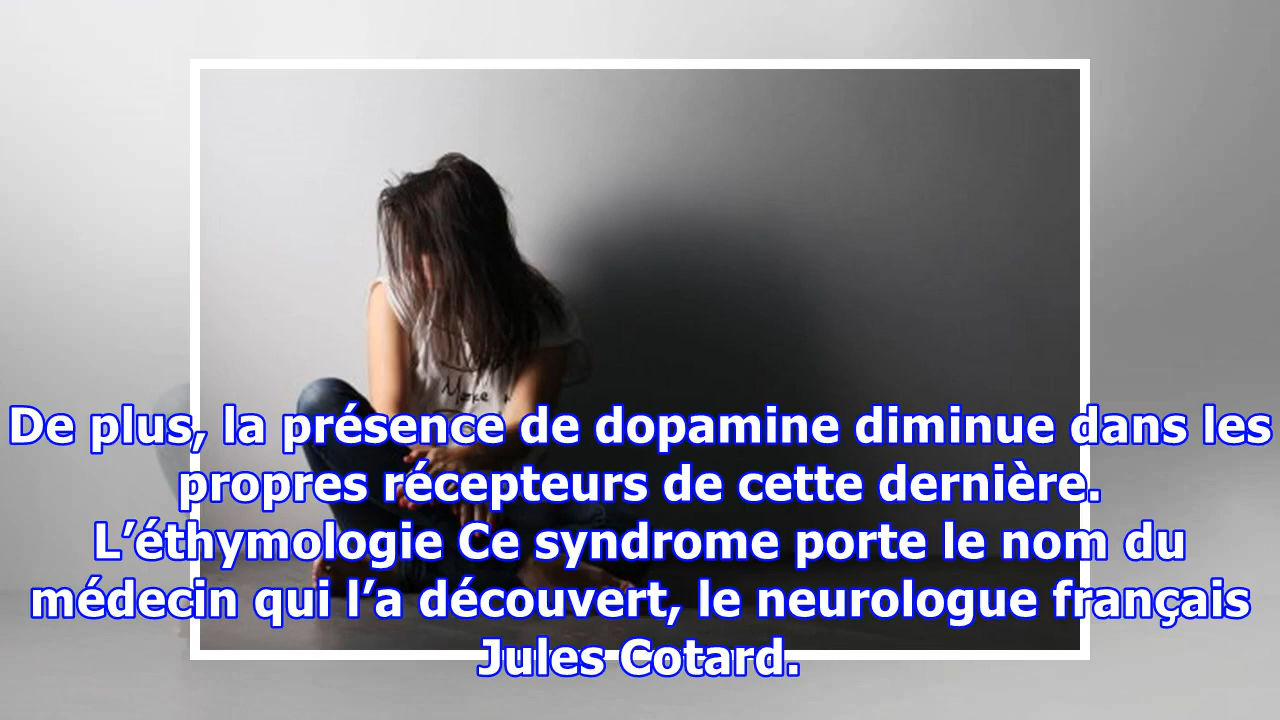 De plus, la présence de dopamine diminue dans les
propres récepteurs de cette dernière.
L’éthymologie Ce syndrome porte le nom du
médecin qui l’a découvert, le neurologue français
Jules Cotard.